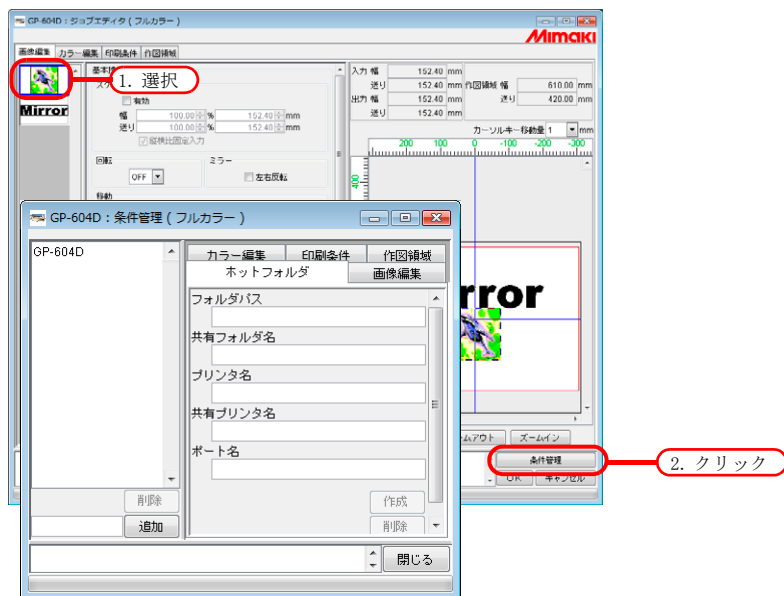 GP-604D：ジョブエディタ（フルカラー）
Mimaki
画像編集 カラー編集 印刷条件 作図領域
1. 選択
Mirror
有効
幅 100.00 % 152.40 mm
送り 100.00 % 152.40 mm
縦横比固定入力
回転 ミラー
OFF 左右反転
移動
入力 幅 152.40 mm 作図領域 幅 610.00 mm
送り 152.40 mm 送り 420.00 mm
出力 幅 152.40 mm
送り 152.40 mm
カーソルキー移動量 1 mm
200 100 0 -100 -200 -300
400
rror
ームアウト ズームイン
条件管理
OK キャンセル
2. クリック
GP-604D：条件管理（フルカラー）
GP-604D
カラー編集 印刷条件 作図領域
ホットフォルダ 画像編集
フォルダパス
共有フォルダ名
プリンタ名
共有プリンタ名
ポート名
削除 作成
追加 削除
閉じる